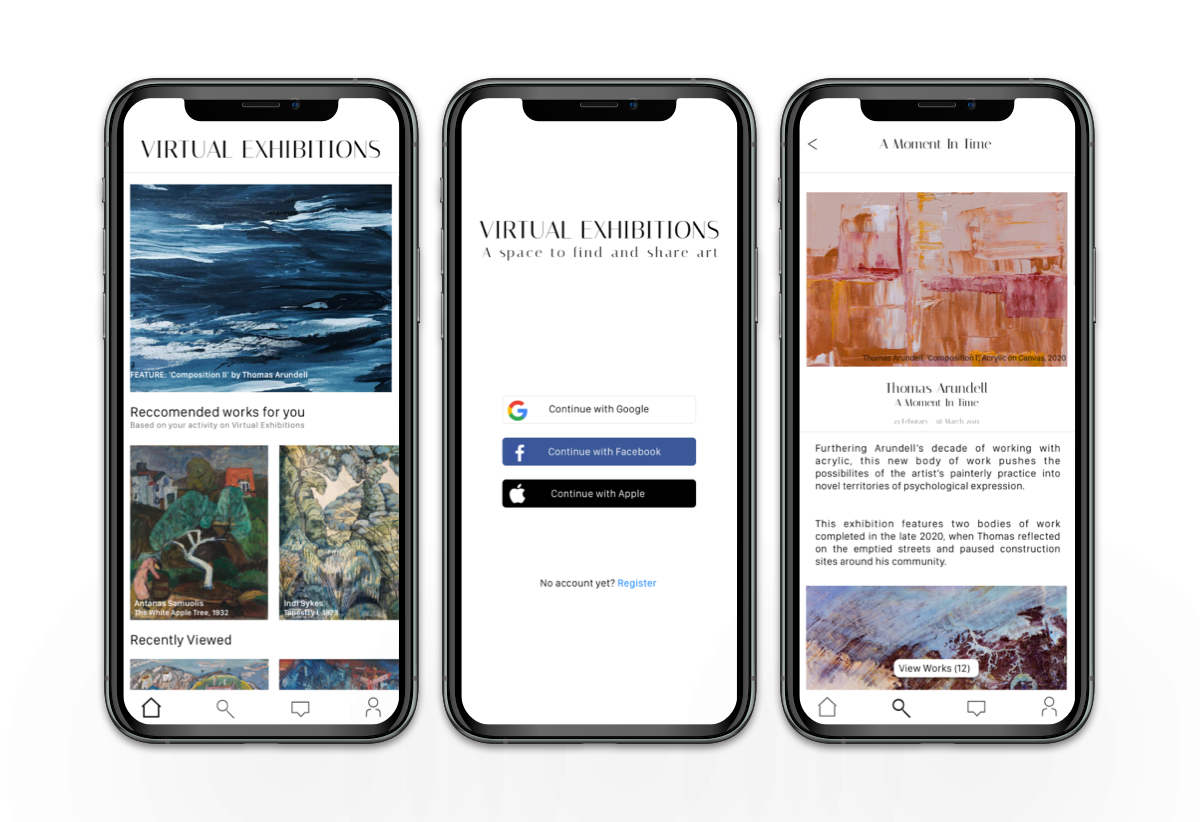 VIRTUAL EXHIBITIONS
FEATURE: 'Composition II' by Thomas Arundell
Reccomended works for you
Based on your activity on Virtual Exhibitions
Antanas Samuolis
The White Apple Tree, 1932
Indi Sykes,
Tapestry I, 1979
Recently Viewed
VIRTUAL EXHIBITIONS
A space to find and share art
Continue with Google
Continue with Facebook
Continue with Apple
No account yet? Register
A Moment In Time
Thomas Arundell, 'Composition I', Acrylic on Canvas, 2020
Thomas Arundell
A Moment In Time
Furthering Arundell's decade of working with
acrylic, this new body of work pushes the
possibilites of the artist's painterly practice into
novel territories of psychological expression.
This exhibition features two bodies of work
completed in the late 2020, when Thomas reflected
on the emptied streets and paused construction
sites around his community.
View Works (12)